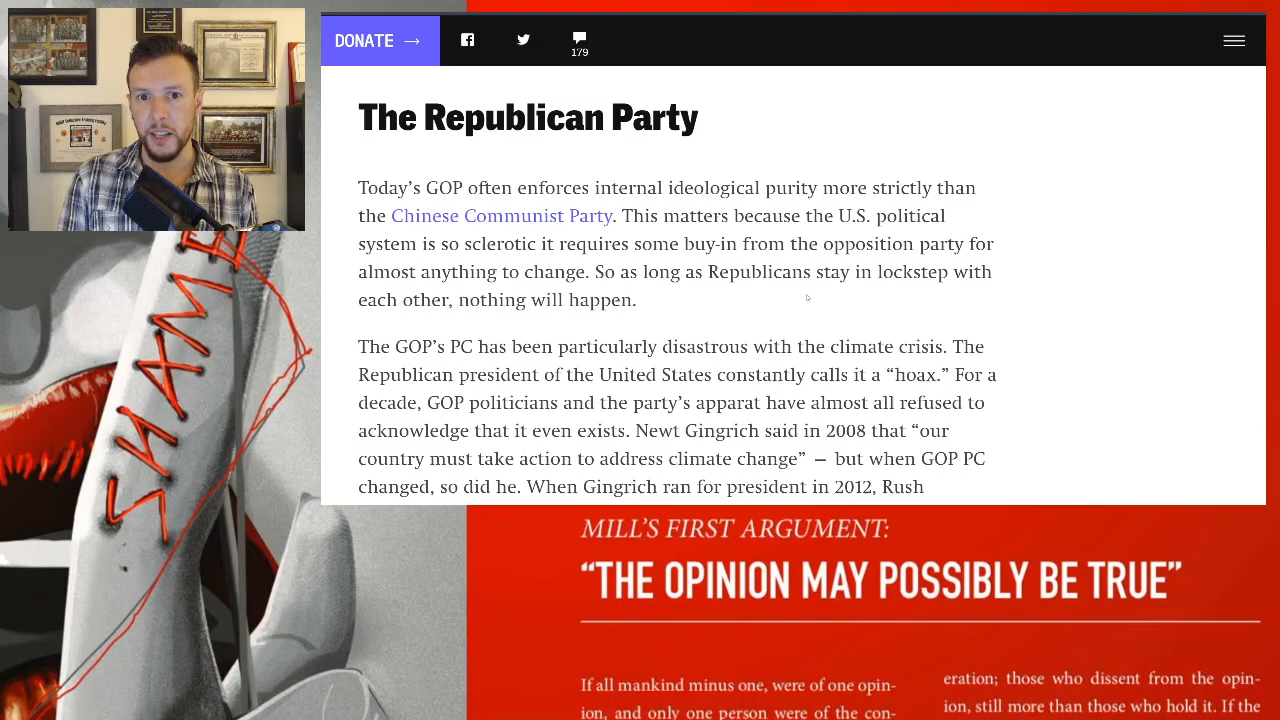 DONATE →
179
The Republican Party
Today’s GOP often enforces internal ideological purity more strictly than
the Chinese Communist Party. This matters because the U.S. political
system is so sclerotic it requires some buy-in from the opposition party for
almost anything to change. So as long as Republicans stay in lockstep with
each other, nothing will happen.
The GOP’s PC has been particularly disastrous with the climate crisis. The
Republican president of the United States constantly calls it a “hoax.” For a
decade, GOP politicians and the party’s apparat have almost all refused to
acknowledge that it even exists. Newt Gingrich said in 2008 that “our
country must take action to address climate change” — but when GOP PC
changed, so did he. When Gingrich ran for president in 2012, Rush
SHAME
MILL’S FIRST ARGUMENT:
“THE OPINION MAY POSSIBLY BE TRUE”
If all mankind minus one, were of one opin-
ion, and only one person were of the con-
eration; those who dissent from the opin-
ion, still more than those who hold it. If the